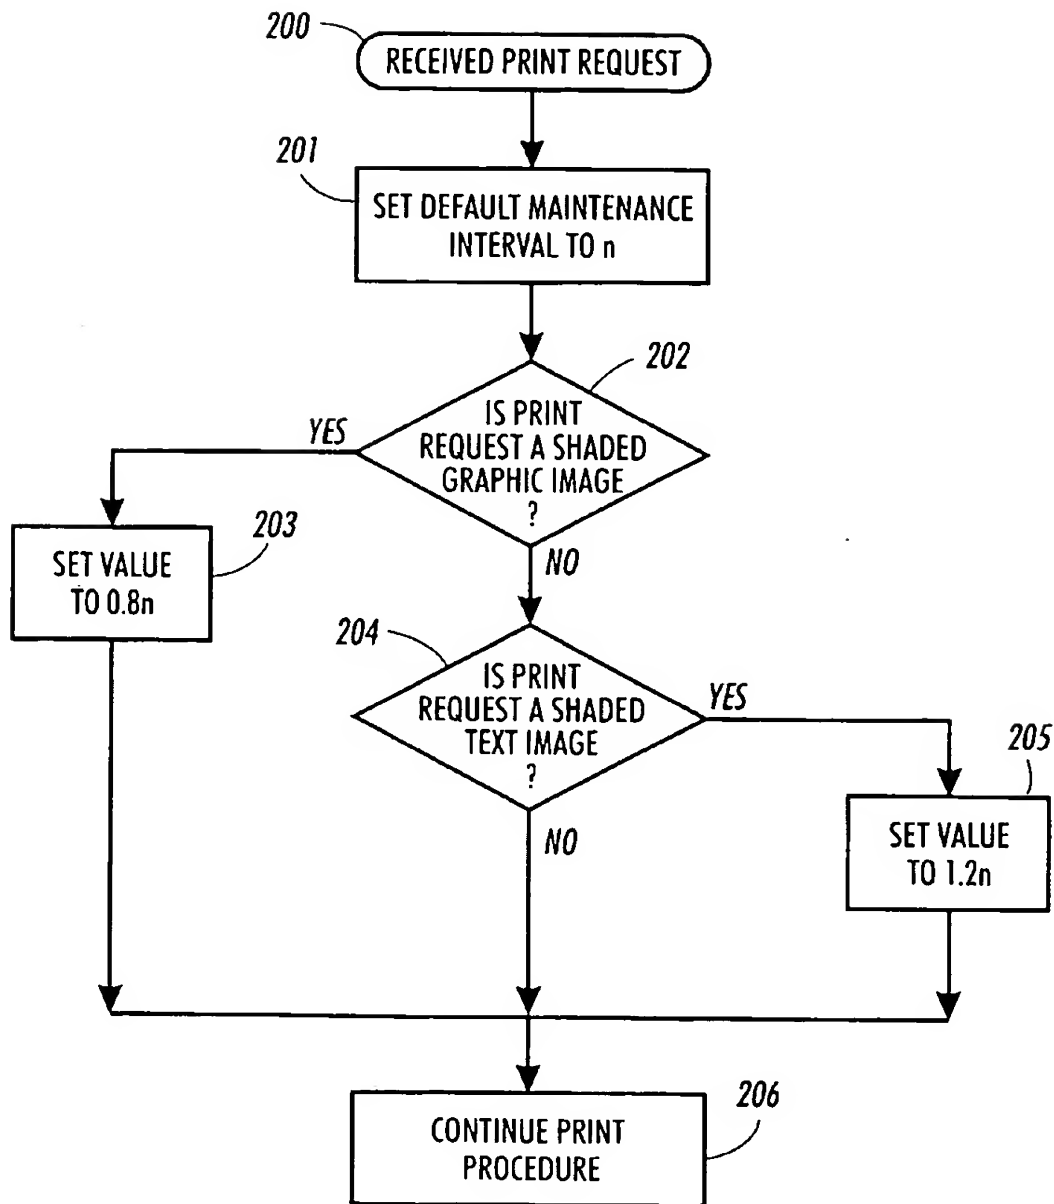 200
RECEIVED PRINT REQUEST
201
SET DEFAULT MAINTENANCE
INTERVAL TO n
202
IS PRINT
REQUEST A SHADED
GRAPHIC IMAGE
?
YES
NO
203
SET VALUE
TO 0.8n
204
IS PRINT
REQUEST A SHADED
TEXT IMAGE
?
YES
NO
205
SET VALUE
TO 1.2n
206
CONTINUE PRINT
PROCEDURE